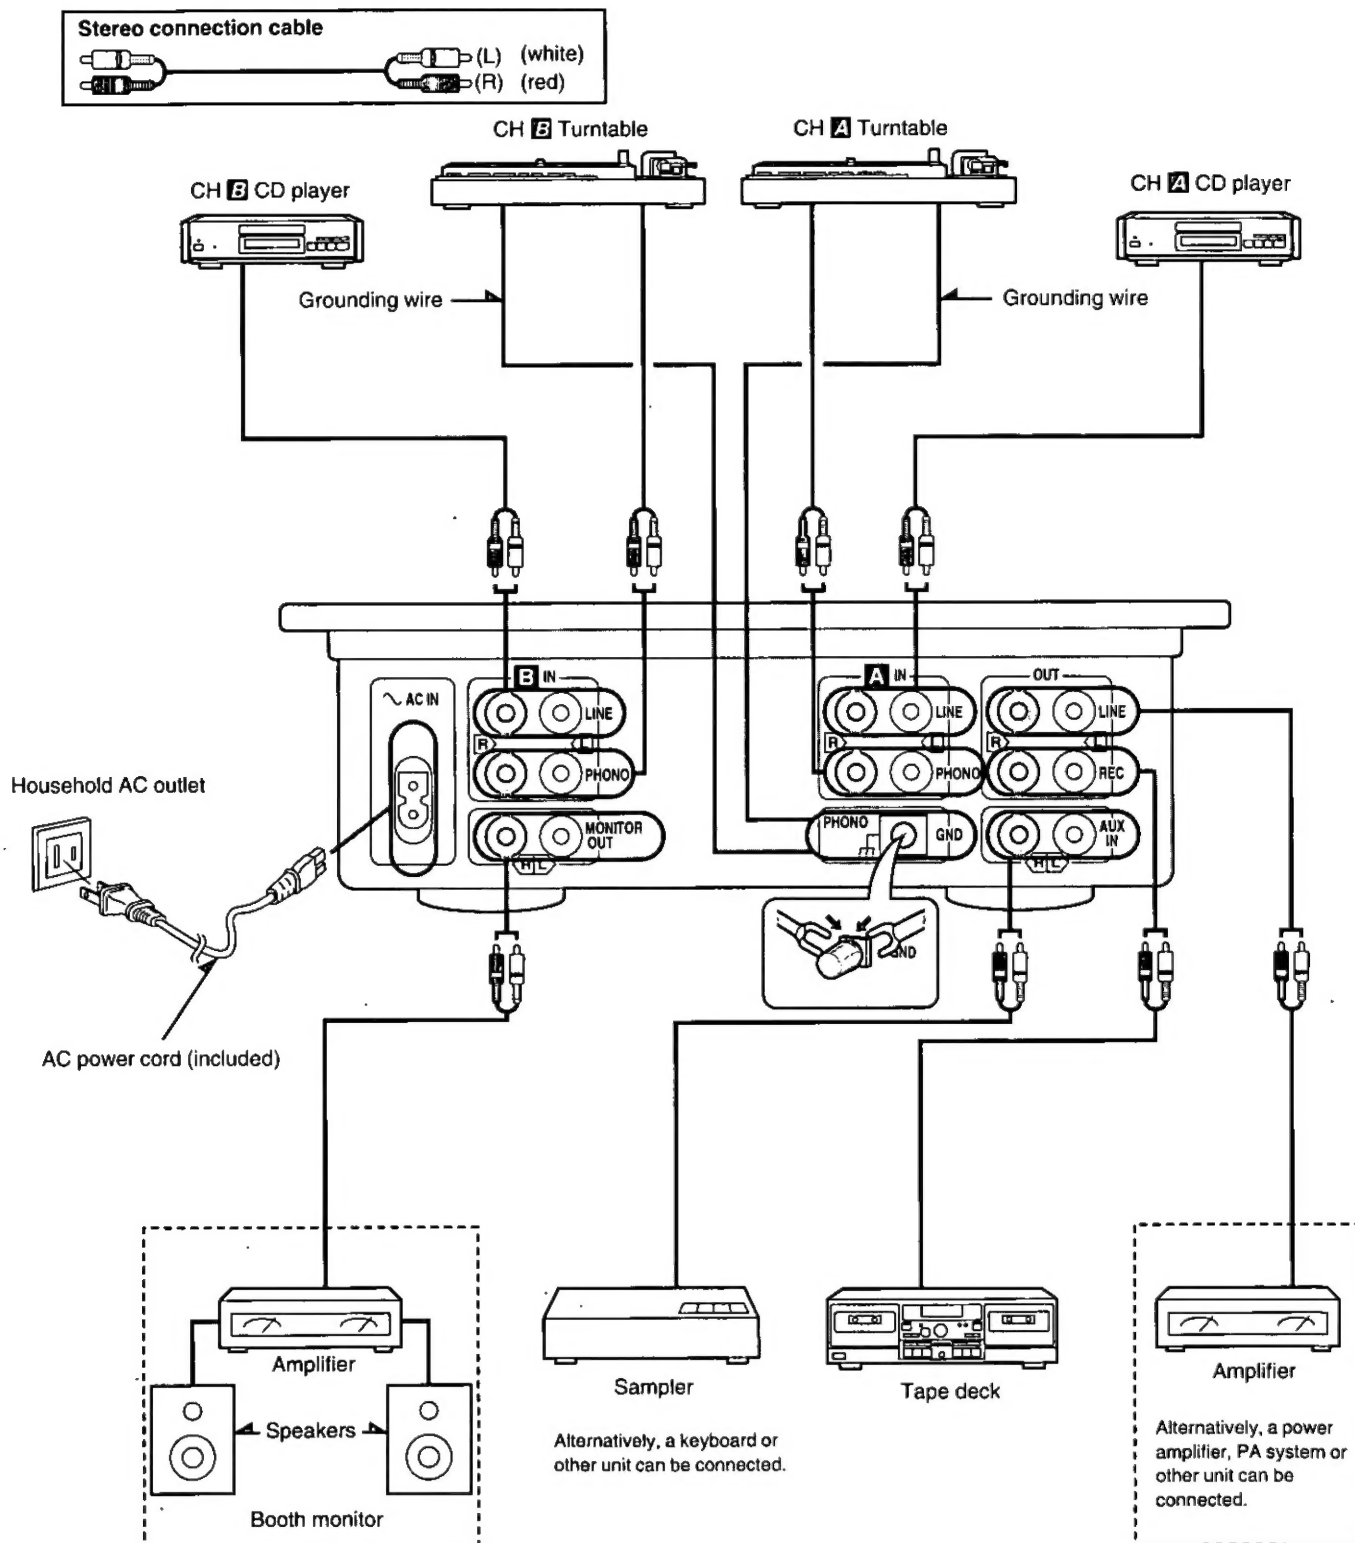 Stereo connection cable
(L) (white)
(R) (red)
CH B Turntable
CH A Turntable
CH B CD player
CH A CD player
Grounding wire
Grounding wire
B IN
A IN
OUT
AC IN
LINE
LINE
LINE
R L
R L
R L
PHONO
PHONO
REC
MONITOR
OUT
PHONO
GND
AUX
IN
R L
R L
GND
Household AC outlet
AC power cord (included)
Amplifier
Speakers
Booth monitor
Sampler
Alternatively, a keyboard or
other unit can be connected.
Tape deck
Amplifier
Alternatively, a power
amplifier, PA system or
other unit can be
connected.